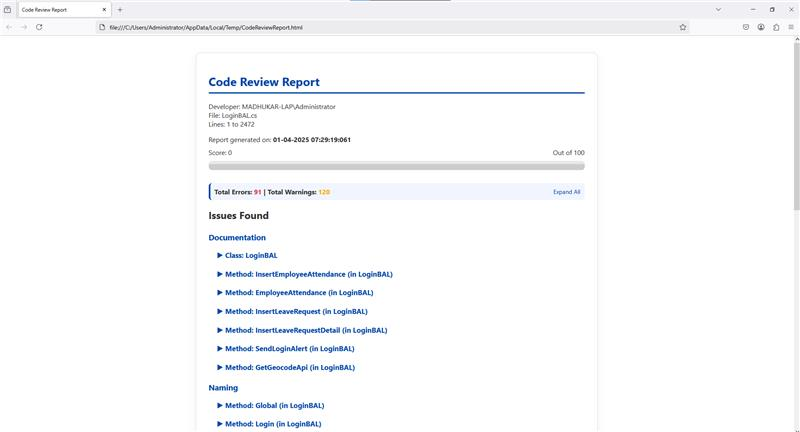 Code Review Report
file:///C:/Users/Administrator/AppData/Local/Temp/CodeReviewReport.html
Code Review Report
Developer: MADHUKAR-LAP\Administrator
File: LoginBAL.cs
Lines: 1 to 2472
Report generated on: 01-04-2025 07:29:19:061
Score: 0 Out of 100
Total Errors: 91 | Total Warnings: 120 Expand All
Issues Found
Documentation
▶ Class: LoginBAL
▶ Method: InsertEmployeeAttendance (in LoginBAL)
▶ Method: EmployeeAttendance (in LoginBAL)
▶ Method: InsertLeaveRequest (in LoginBAL)
▶ Method: InsertLeaveRequestDetail (in LoginBAL)
▶ Method: SendLoginAlert (in LoginBAL)
▶ Method: GetGeocodeApi (in LoginBAL)
Naming
▶ Method: Global (in LoginBAL)
▶ Method: Login (in LoginBAL)